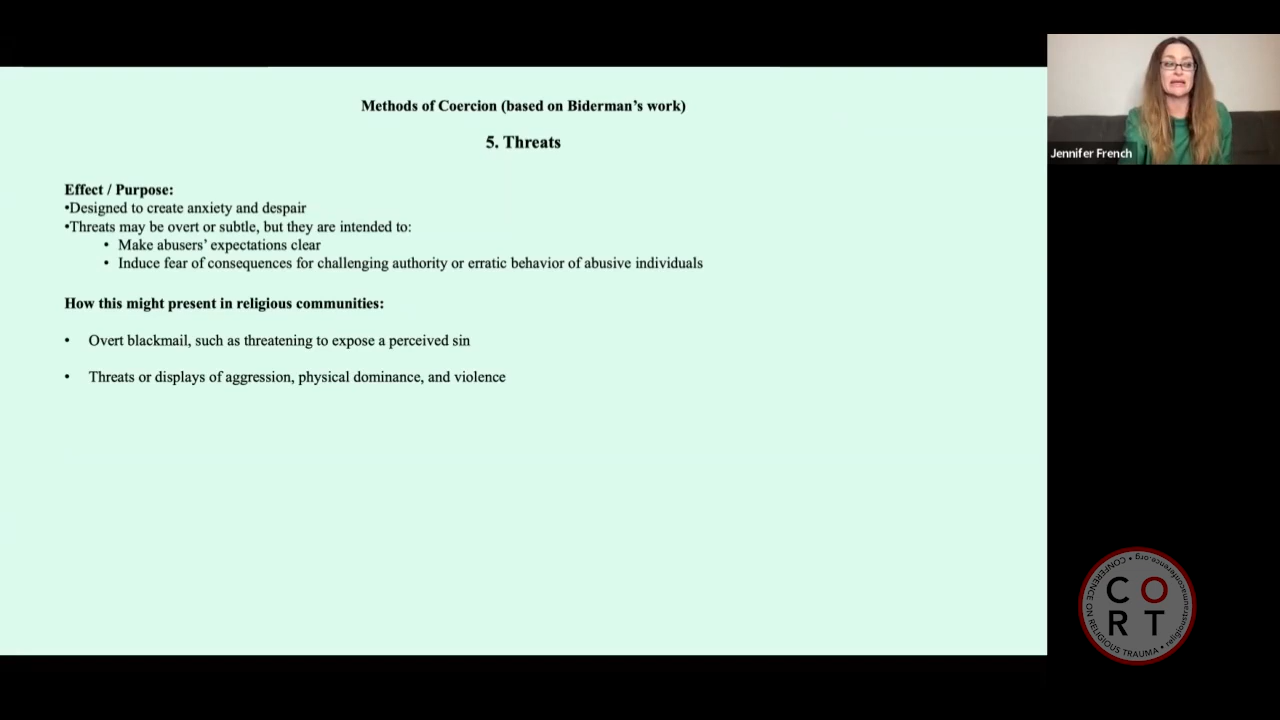 Methods of Coercion (based on Biderman’s work)
5. Threats
Effect / Purpose:
•Designed to create anxiety and despair
•Threats may be overt or subtle, but they are intended to:
• Make abusers’ expectations clear
• Induce fear of consequences for challenging authority or erratic behavior of abusive individuals
How this might present in religious communities:
• Overt blackmail, such as threatening to expose a perceived sin
• Threats or displays of aggression, physical dominance, and violence
Jennifer French
CO
RT
CONFERENCE ON RELIGIOUS TRAUMA • religioustraumaconference.org •